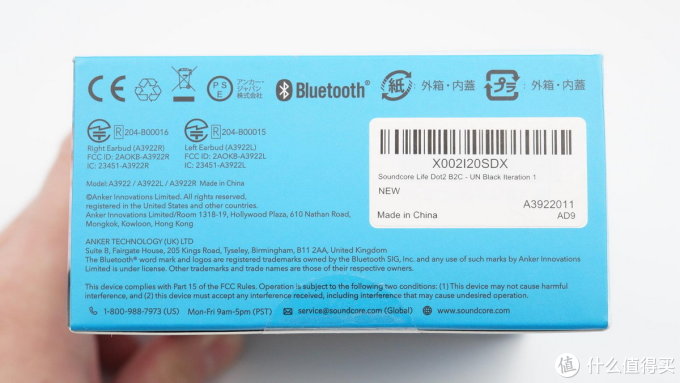 CE
PS
E
アンカー・
ジャパン
株式会社
Bluetooth®
紙
外箱・内蓋
プラ
外箱・内蓋
R 204-B00016
Right Earbud (A3922R)
FCC ID: 2AOKB-A3922R
IC: 23451-A3922R
R 204-B00015
Left Earbud (A3922L)
FCC ID: 2AOKB-A3922L
IC: 23451-A3922L
Model: A3922 / A3922L / A3922R Made in China
©Anker Innovations Limited. All rights reserved,
registered in the United States and other countries.
Anker Innovations Limited/Room 1318-19, Hollywood Plaza, 610 Nathan Road,
Mongkok, Kowloon, Hong Kong
X002I20SDX
Soundcore Life Dot2 B2C - UN Black Iteration 1
NEW
A3922011
Made in China
AD9
ANKER TECHNOLOGY (UK) LTD
Suite B, Fairgate House, 205 Kings Road, Tyseley, Birmingham, B11 2AA, United Kingdom
The Bluetooth® word mark and logos are registered trademarks owned by the Bluetooth SIG, Inc. and any use of such marks by Anker Innovations
Limited is under license. Other trademarks and trade names are those of their respective owners.
This device complies with Part 15 of the FCC Rules. Operation is subject to the following two conditions: (1) This device may not cause harmful
interference, and (2) this device must accept any interference received, including interference that may cause undesired operation.
1-800-988-7973 (US) Mon-Fri 9am-5pm (PST)
service@soundcore.com (Global)
www.soundcore.com
值 什么值得买